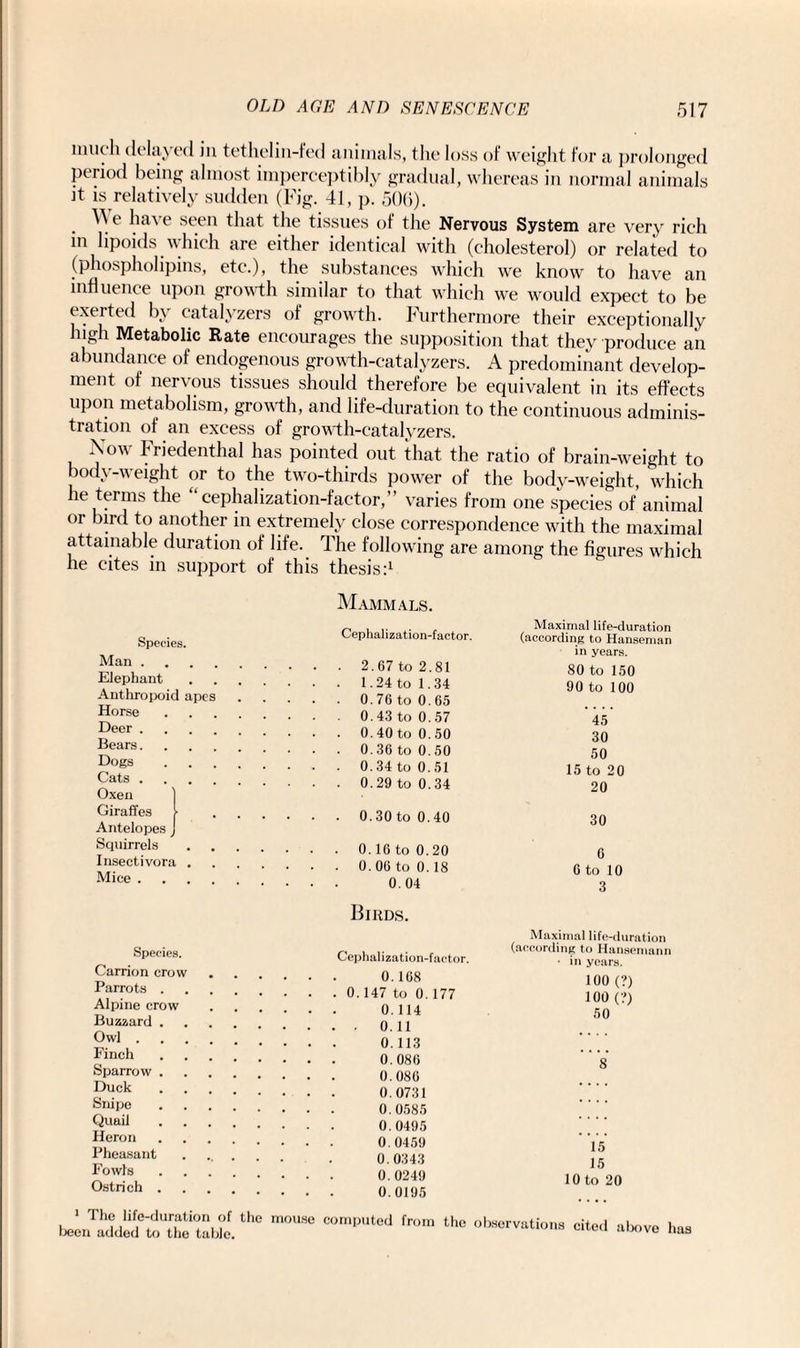 OLD AGE AND SENESCENCE 517
much delayed in tethelin-fed animals, the loss of weight for a prolonged
period being almost imperceptibly gradual, whereas in normal animals
it is relatively sudden (Fig. 41, p. 506).
We have seen that the tissues of the Nervous System are very rich
in lipoids which are either identical with (cholesterol) or related to
(phospholipins, etc.), the substances which we know to have an
influence upon growth similar to that which we would expect to be
exerted by catalyzers of growth. Furthermore their exceptionally
high Metabolic Rate encourages the supposition that they produce an
abundance of endogenous growth-catalyzers. A predominant develop-
ment of nervous tissues should therefore be equivalent in its effects
upon metabolism, growth, and life-duration to the continuous adminis-
tration of an excess of growth-catalyzers.
Now Friedenthal has pointed out that the ratio of brain-weight to
body-weight or to the two-thirds power of the body-weight, which
he terms the "cephalization-factor," varies from one species of animal
or bird to another in extremely close correspondence with the maximal
attainable duration of life. The following are among the figures which
he cites in support of this thesis:¹
MAMMALS.
Species. Cephalization-factor. Maximal life-duration (according to Hanseman in years.
Man . . . . . . . . . . 2.67 to 2.81 80 to 150
Elephant . . . . . . . . 1.24 to 1.34 90 to 100
Anthropoid apes . . . . . 0.76 to 0.65 . . . .
Horse . . . . . . . . . 0.43 to 0.57 45
Deer . . . . . . . . . . 0.40 to 0.50 30
Bears . . . . . . . . . . 0.36 to 0.50 50
Dogs . . . . . . . . . 0.34 to 0.51 15 to 20
Cats . . . . . . . . . . 0.29 to 0.34 20
Oxen
Giraffes } . . . . . . . 0.30 to 0.40 30
Antelopes
Squirrels . . . . . . . . 0.16 to 0.20 6
Insectivora . . . . . . . 0.06 to 0.18 6 to 10
Mice . . . . . . . . . . 0.04 3
BIRDS.
Species. Cephalization-factor. Maximal life-duration (according to Hansemann in years.
Carrion crow . . . . . . 0.168 100 (?)
Parrots . . . . . . . . . 0.147 to 0.177 100 (?)
Alpine crow . . . . . . 0.114 50
Buzzard . . . . . . . . . 0.11
Owl . . . . . . . . . . 0.113 . . . .
Finch . . . . . . . . . 0.086 . . . .
Sparrow . . . . . . . . . 0.086 8
Duck . . . . . . . . . 0.0731 . . . .
Snipe . . . . . . . . . 0.0585 . . . .
Quail . . . . . . . . . 0.0495 . . . .
Heron . . . . . . . . . 0.0459 . . . .
Pheasant . . . . . . . 0.0343 15
Fowls . . . . . . . . . 0.0249 15
Ostrich . . . . . . . . . 0.0195 10 to 20
. . . .
¹ The life-duration of the mouse computed from the observations cited above has
been added to the table.